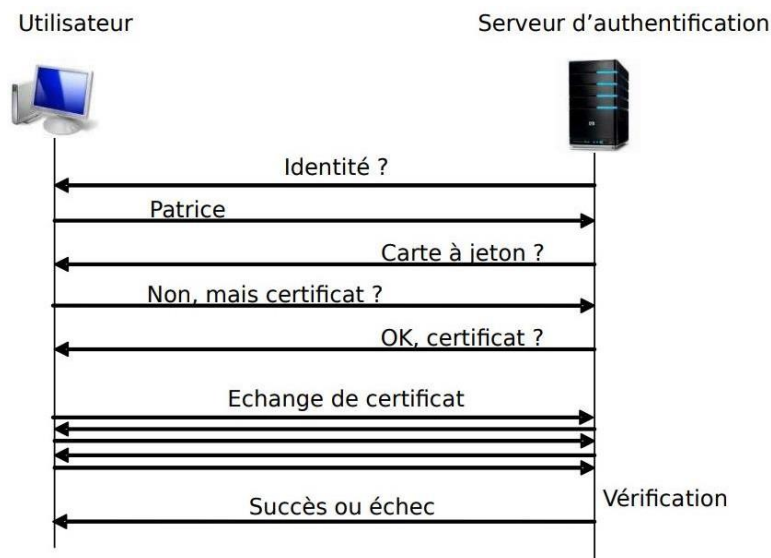 Utilisateur
Serveur d’authentification
Identité ?
Patrice
Carte à jeton ?
Non, mais certificat ?
OK, certificat ?
Echange de certificat
Vérification
Succès ou échec